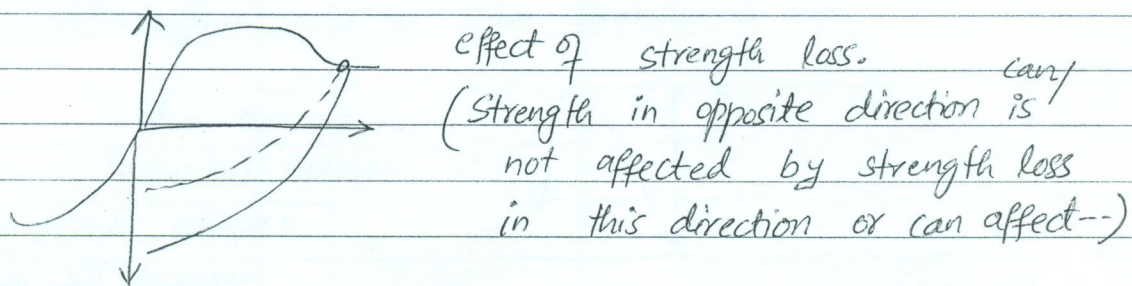 effect of strength loss.
can/
(Strength in opposite direction is
not affected by strength loss
in this direction or can affect--)